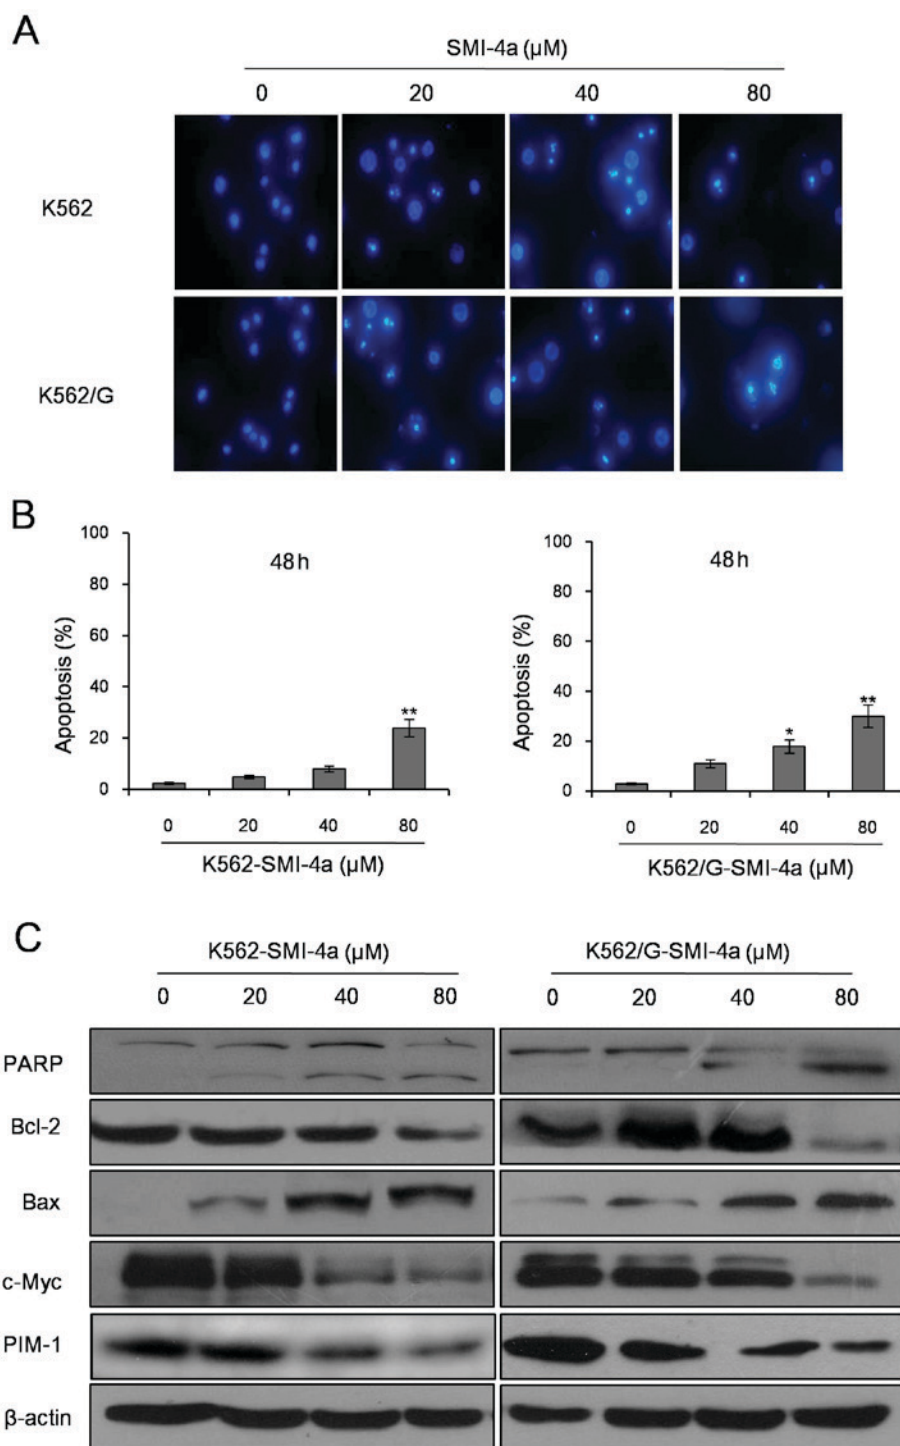 A
SMI-4a (μM)
0 20 40 80
K562
K562/G
B
100
80
60
40
20
0
Apoptosis (%)
48h
**
0 20 40 80
K562-SMI-4a (μM)
100
80
60
40
20
0
Apoptosis (%)
48h
*
**
0 20 40 80
K562/G-SMI-4a (μM)
C
K562-SMI-4a (μM)
0 20 40 80
K562/G-SMI-4a (μM)
0 20 40 80
PARP
Bcl-2
Bax
c-Myc
PIM-1
β-actin